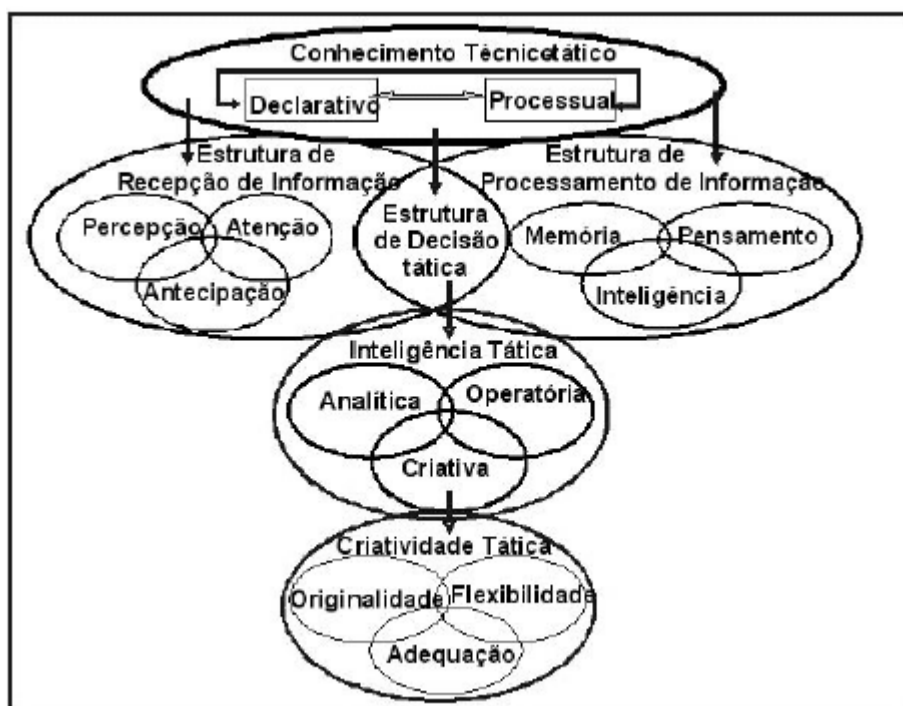 Conhecimento Técnicetático
Declarativo
Processual
Estrutura de
Recepção de Informação
Estrutura de
Processamento de Informação
Percepção
Atenção
Antecipação
Estrutura
de Decisão
tática
Memória
Pensamento
Inteligência
Inteligência Tática
Analítica
Operatória
Criativa
Criatividade Tática
Originalidade
Flexibilidade
Adequação